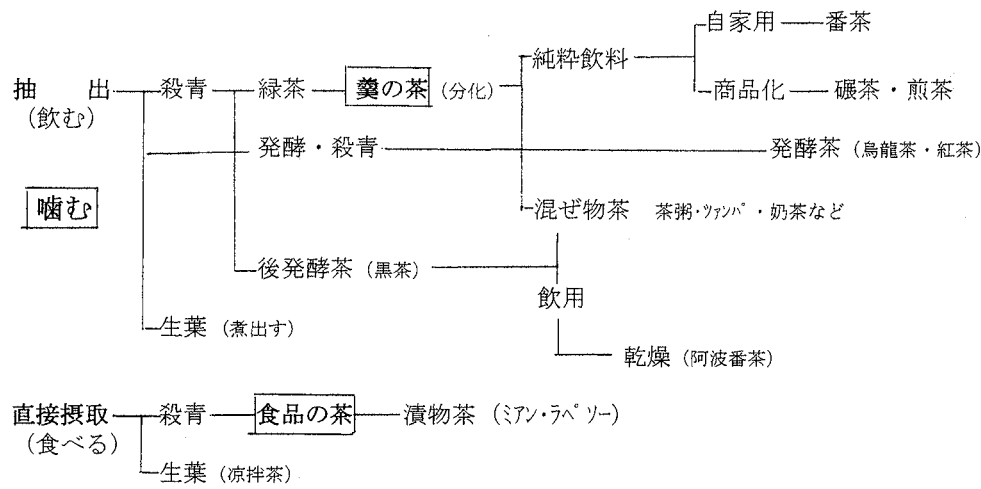 自家用 番茶
純粋飲料
抽出 殺青 緑茶 羹の茶 (分化) 商品化 碾茶・煎茶
(飲む)
発酵・殺青 発酵茶 (烏龍茶・紅茶)
噛む 混ぜ物茶 茶粥・ﾂｧﾝﾊﾟ・奶茶など
後発酵茶 (黒茶)
飲用
生葉 (煮出す)
乾燥 (阿波番茶)
直接摂取 殺青 食品の茶 漬物茶 (ﾐｱﾝ・ﾗﾍﾟｿｰ)
(食べる)
生葉 (凉拌茶)